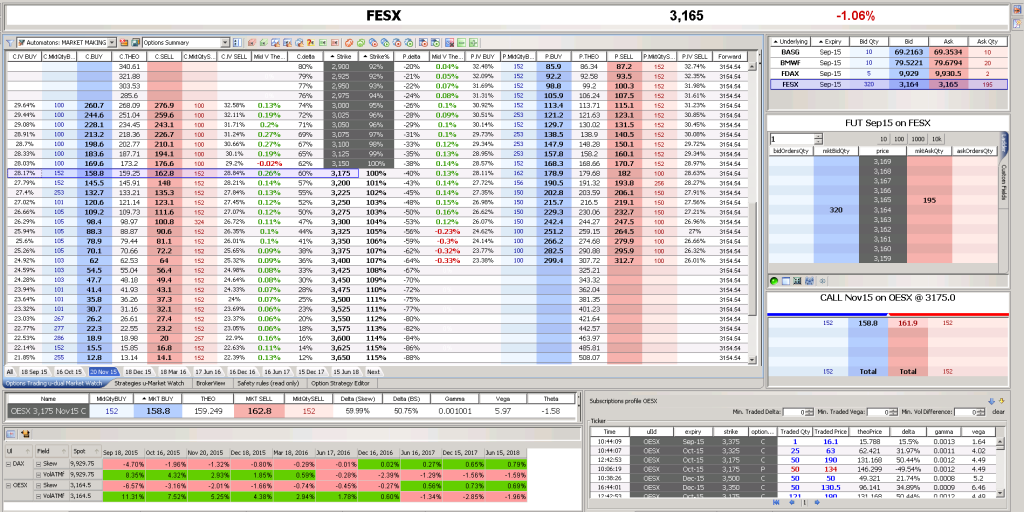 FESX 3,165 -1.06%
Automatons: MARKET MAKING Options Summary
C.IV BUY C.MktQtyB... C.BUY C.THEO C.SELL C.MktQtyS... C.IV SELL Mid V The... C.delta Strike Strike% P.delta Mid V The... P.IV BUY P.MktQtyB... P.BUY P.THEO P.SELL P.MktQtyS... P.IV SELL Forward
340.61 80% 2,900 92% -20% 0.04% 32.48% 152 85.9 86.34 87.2 152 32.74% 3154.54
321.88 79% 2,925 92% -21% 0.05% 32.09% 152 92.2 92.58 93.5 152 32.35% 3154.54
303.53 77% 2,950 93% -22% 0.07% 31.69% 152 98.8 99.2 100.3 152 31.98% 3154.54
285.6 76% 2,975 94% -24% 0.08% 31.31% 152 105.9 106.24 107.5 152 31.61% 3154.54
29.64% 100 260.7 268.09 276.9 100 32.58% 0.13% 74% 3,000 95% -26% 0.1% 30.92% 152 113.4 113.71 115.1 152 31.23% 3154.54
29.44% 100 244.6 251.04 259.6 100 32.11% 0.19% 72% 3,025 96% -28% 0.09% 30.51% 253 121.2 121.63 123.1 152 30.85% 3154.54
29.08% 100 228.1 234.45 243.1 100 31.71% 0.2% 71% 3,050 96% -29% 0.1% 30.14% 152 129.7 130.02 131.5 152 30.45% 3154.54
28.91% 100 213.2 218.36 226.7 100 31.24% 0.27% 69% 3,075 97% -31% 0.1% 29.73% 253 138.5 138.9 140.5 152 30.08% 3154.54
28.7% 100 198.6 202.77 210.1 100 30.66% 0.27% 67% 3,100 98% -33% 0.14% 29.35% 253 147.9 148.28 150.1 152 29.72% 3154.54
28.33% 100 183.6 187.71 194.1 100 30.1% 0.19% 65% 3,125 99% -35% 0.13% 28.95% 253 157.8 158.2 160.1 152 29.34% 3154.54
28.03% 100 169.6 173.2 176.6 100 29.2% -0.02% 62% 3,150 100% -38% 0.14% 28.57% 152 168.3 168.66 170.7 152 28.97% 3154.54
28.17% 152 158.8 159.25 162.8 152 28.84% 0.26% 60% 3,175 100% -40% 0.13% 28.11% 162 178.9 179.68 182 100 28.63% 3154.54
27.79% 152 145.5 145.91 148 152 28.21% 0.14% 57% 3,200 101% -43% 0.14% 27.72% 156 190.5 191.32 193.8 256 28.27% 3154.54
27.4% 253 132.7 133.21 135.3 152 27.84% 0.13% 55% 3,225 102% -45% 0.14% 27.35% 152 202.8 203.59 206.1 152 27.91% 3154.54
27.02% 101 120.6 121.14 123.1 152 27.45% 0.12% 52% 3,250 103% -48% 0.15% 26.98% 152 215.7 216.5 219.1 152 27.56% 3154.54
26.66% 105 109.2 109.73 111.6 152 27.07% 0.12% 50% 3,275 103% -50% 0.16% 26.62% 152 229.3 230.06 232.7 152 27.21% 3154.54
26.29% 105 98.4 98.97 100.8 324 26.72% 0.11% 47% 3,300 104% -53% 0.12% 26.07% 100 242.4 244.27 247.5 100 26.96% 3154.54
25.94% 105 88.3 88.87 90.6 152 26.35% 0.1% 44% 3,325 105% -56% -0.23% 24.62% 100 251.2 259.15 264.5 100 27% 3154.54
25.6% 105 78.9 79.44 81.1 152 26.01% 0.1% 41% 3,350 106% -59% -0.3% 24.14% 100 266.2 274.68 279.9 100 26.66% 3154.54
25.26% 105 70.1 70.66 72.2 152 25.65% 0.09% 38% 3,375 107% -62% -0.32% 23.77% 100 282.5 290.88 295.9 100 26.32% 3154.54
24.92% 103 62 62.53 64 152 25.32% 0.09% 36% 3,400 107% -64% -0.33% 23.38% 100 299.4 307.72 312.7 100 26.01% 3154.54
24.59% 103 54.5 55.04 56.4 152 24.98% 0.08% 33% 3,425 108% -67% 325.21 3154.54
24.28% 103 47.7 48.18 49.4 152 24.64% 0.08% 30% 3,450 109% -70% 343.32 3154.54
23.97% 103 41.4 41.93 43.1 152 24.33% 0.07% 28% 3,475 110% -72% 362.04 3154.54
23.64% 101 35.8 36.26 37.3 152 24% 0.07% 25% 3,500 111% -75% 381.35 3154.54
23.32% 101 30.7 31.16 32.1 152 23.69% 0.06% 23% 3,525 111% -77% 401.23 3154.54
23.03% 267 26.2 26.61 27.4 152 23.37% 0.06% 20% 3,550 112% -80% 421.64 3154.54
22.77% 277 22.3 22.55 23.2 152 23.05% 0.06% 18% 3,575 113% -82% 442.57 3154.54
22.53% 286 18.9 18.98 20 257 22.9% 0.16% 16% 3,600 114% -84% 463.97 3154.54
22.14% 152 15.5 15.85 16.8 152 22.64% 0.13% 14% 3,625 115% -86% 485.81 3154.54
21.85% 255 12.8 13.14 14.1 152 22.39% 0.13% 12% 3,650 115% -88% 508.07 3154.54
All 18 Sep 15 16 Oct 15 20 Nov 15 18 Dec 15 18 Mar 16 17 Jun 16 16 Dec 16 16 Jun 17 15 Dec 17 15 Jun 18 Next
Options Trading u-dual Market Watch Strategies u-Market Watch BrokerView Safety rules (read only) Option Strategy Editor
Name MktQtyBUY MKT BUY THEO MKT SELL MktQtySELL Delta (Skew) Delta (BS) Gamma Vega Theta
OESX 3,175 Nov15 C 152 158.8 159.249 162.8 152 59.99% 50.75% 0.001001 5.97 -1.58
UI Field Spot Sep 18, 2015 Oct 16, 2015 Nov 20, 2015 Dec 18, 2015 Mar 18, 2016 Jun 17, 2016 Dec 16, 2016 Jun 16, 2017 Dec 15, 2017 Jun 15, 2018
DAX Skew 9,929.75 -4.70% -1.96% -1.32% -0.80% -0.29% -0.01% 0.02% 0.27% 0.65% 0.79%
VolATMF 9,929.75 8.35% 4.32% 2.93% 1.85% 0.59% -0.28% -2.39% -1.29% -1.56% -1.59%
OESX Skew 3,164.5 -6.57% -3.16% -2.01% -1.66% -0.74% -0.45% -0.27% 0.56% 0.73% 0.69%
VolATMF 3,164.5 11.31% 7.52% 5.25% 4.38% 2.94% 1.78% 0.60% -1.34% -2.85% -1.96%
Underlying Expiry Bid Qty Bid Ask Ask Qty
BASG Sep-15 10 69.2163 69.3534 10
BMWF Sep-15 10 79.5221 79.6794 20
FDAX Sep-15 5 9,929 9,930.5 2
FESX Sep-15 320 3,164 3,165 195
FUT Sep15 on FESX
1 10 100 1000 10k
bidOrdersQty mktBidQty price mktAskQty askOrdersQty
3,169
3,168
3,167
3,166
3,165 195
320 3,164
3,163
3,162
3,161
3,160
3,159
Custom Fields
CALL Nov15 on OESX @ 3175.0
152 158.8 161.9 152
152 Total Total 152
Subscriptions profile OESX
Min. Traded Delta: 0 Min. Traded Vega: 0 Min. Vol Difference: 0 clear
Ticker
Time uId expiry strike option... Traded Qty Traded Price theoPrice delta gamma vega
10:44:09 OESX Sep-15 3,375 C 1 16.1 15.788 15.5% 0.0013 1.64
10:44:07 OESX Oct-15 3,325 C 25 63 62.434 31.97% 0.0011 4.02
12:42:53 OESX Oct-15 3,175 C 50 190 131.168 50.44% 0.0012 4.49
10:06:19 OESX Oct-15 3,175 P 50 134 146.299 -49.54% 0.0012 4.49
10:38:26 OESX Dec-15 3,500 C 50 50 49.321 21.74% 0.0008 5.2
16:44:01 OESX Dec-15 3,350 C 50 130.5 96.141 34.89% 0.0009 6.46
12:42:53 OESX Oct-15 3,175 C 121 190 131.168 50.44% 0.0012 4.49